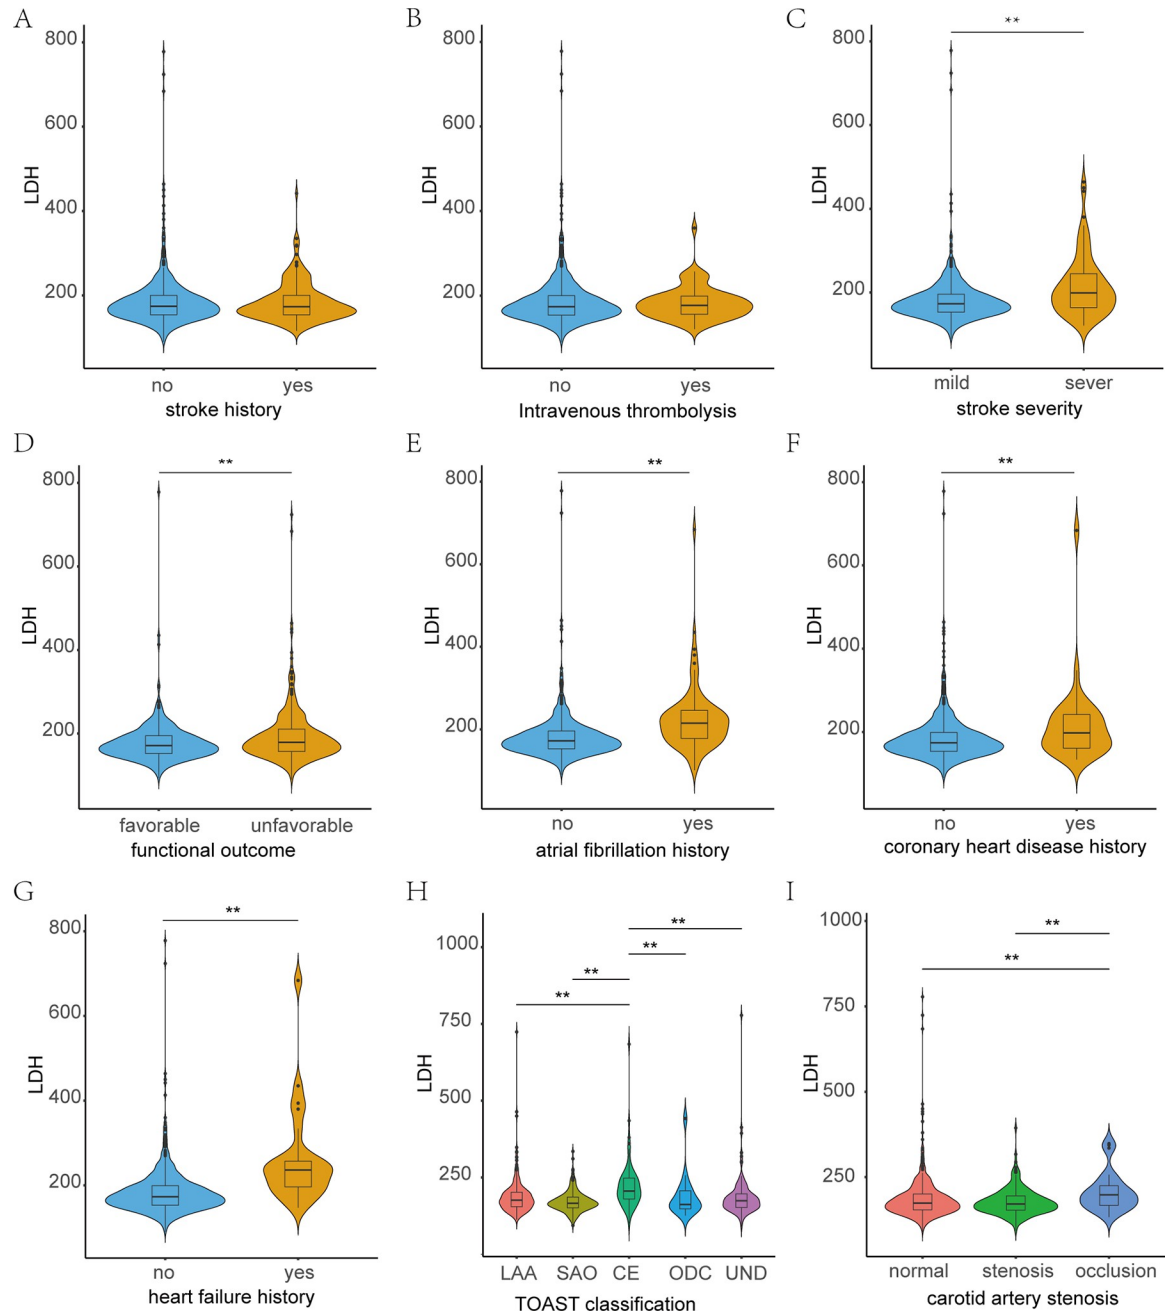 A
800
600
400
200
LDH
no yes
stroke history
B
800
600
400
200
LDH
no yes
Intravenous thrombolysis
C
**
800
600
400
200
LDH
mild sever
stroke severity
D
**
800
600
400
200
LDH
favorable unfavorable
functional outcome
E
**
800
600
400
200
LDH
no yes
atrial fibrillation history
F
**
800
600
400
200
LDH
no yes
coronary heart disease history
G
**
800
600
400
200
LDH
no yes
heart failure history
H
**
**
**
**
1000
750
500
250
LDH
LAA SAO CE ODC UND
TOAST classification
I
**
**
1000
750
500
250
LDH
normal stenosis occlusion
carotid artery stenosis